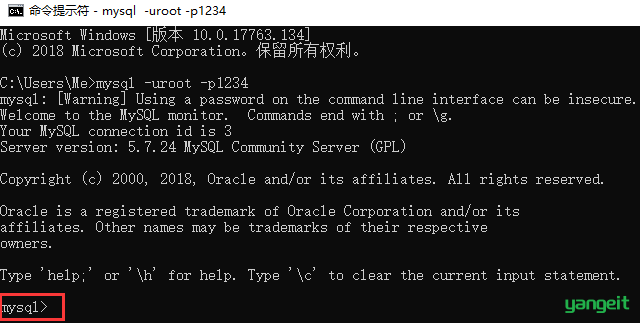 命令提示符 - mysql -uroot -p1234
Microsoft Windows [版本 10.0.17763.134]
(c) 2018 Microsoft Corporation。保留所有权利。
C:\Users\Me>mysql -uroot -p1234
mysql: [Warning] Using a password on the command line interface can be insecure.
Welcome to the MySQL monitor.  Commands end with ; or \g.
Your MySQL connection id is 3
Server version: 5.7.24 MySQL Community Server (GPL)
Copyright (c) 2000, 2018, Oracle and/or its affiliates. All rights reserved.
Oracle is a registered trademark of Oracle Corporation and/or its
affiliates. Other names may be trademarks of their respective
owners.
Type 'help;' or '\h' for help. Type '\c' to clear the current input statement.
mysql>
yangeit